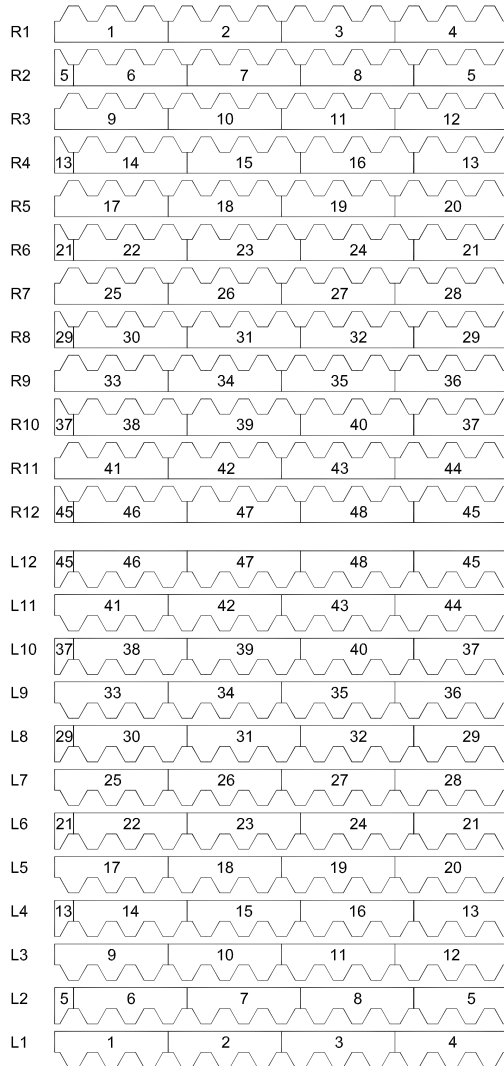 R1 1 2 3 4
R2 5 6 7 8 5
R3 9 10 11 12
R4 13 14 15 16 13
R5 17 18 19 20
R6 21 22 23 24 21
R7 25 26 27 28
R8 29 30 31 32 29
R9 33 34 35 36
R10 37 38 39 40 37
R11 41 42 43 44
R12 45 46 47 48 45
L12 45 46 47 48 45
L11 41 42 43 44
L10 37 38 39 40 37
L9 33 34 35 36
L8 29 30 31 32 29
L7 25 26 27 28
L6 21 22 23 24 21
L5 17 18 19 20
L4 13 14 15 16 13
L3 9 10 11 12
L2 5 6 7 8 5
L1 1 2 3 4